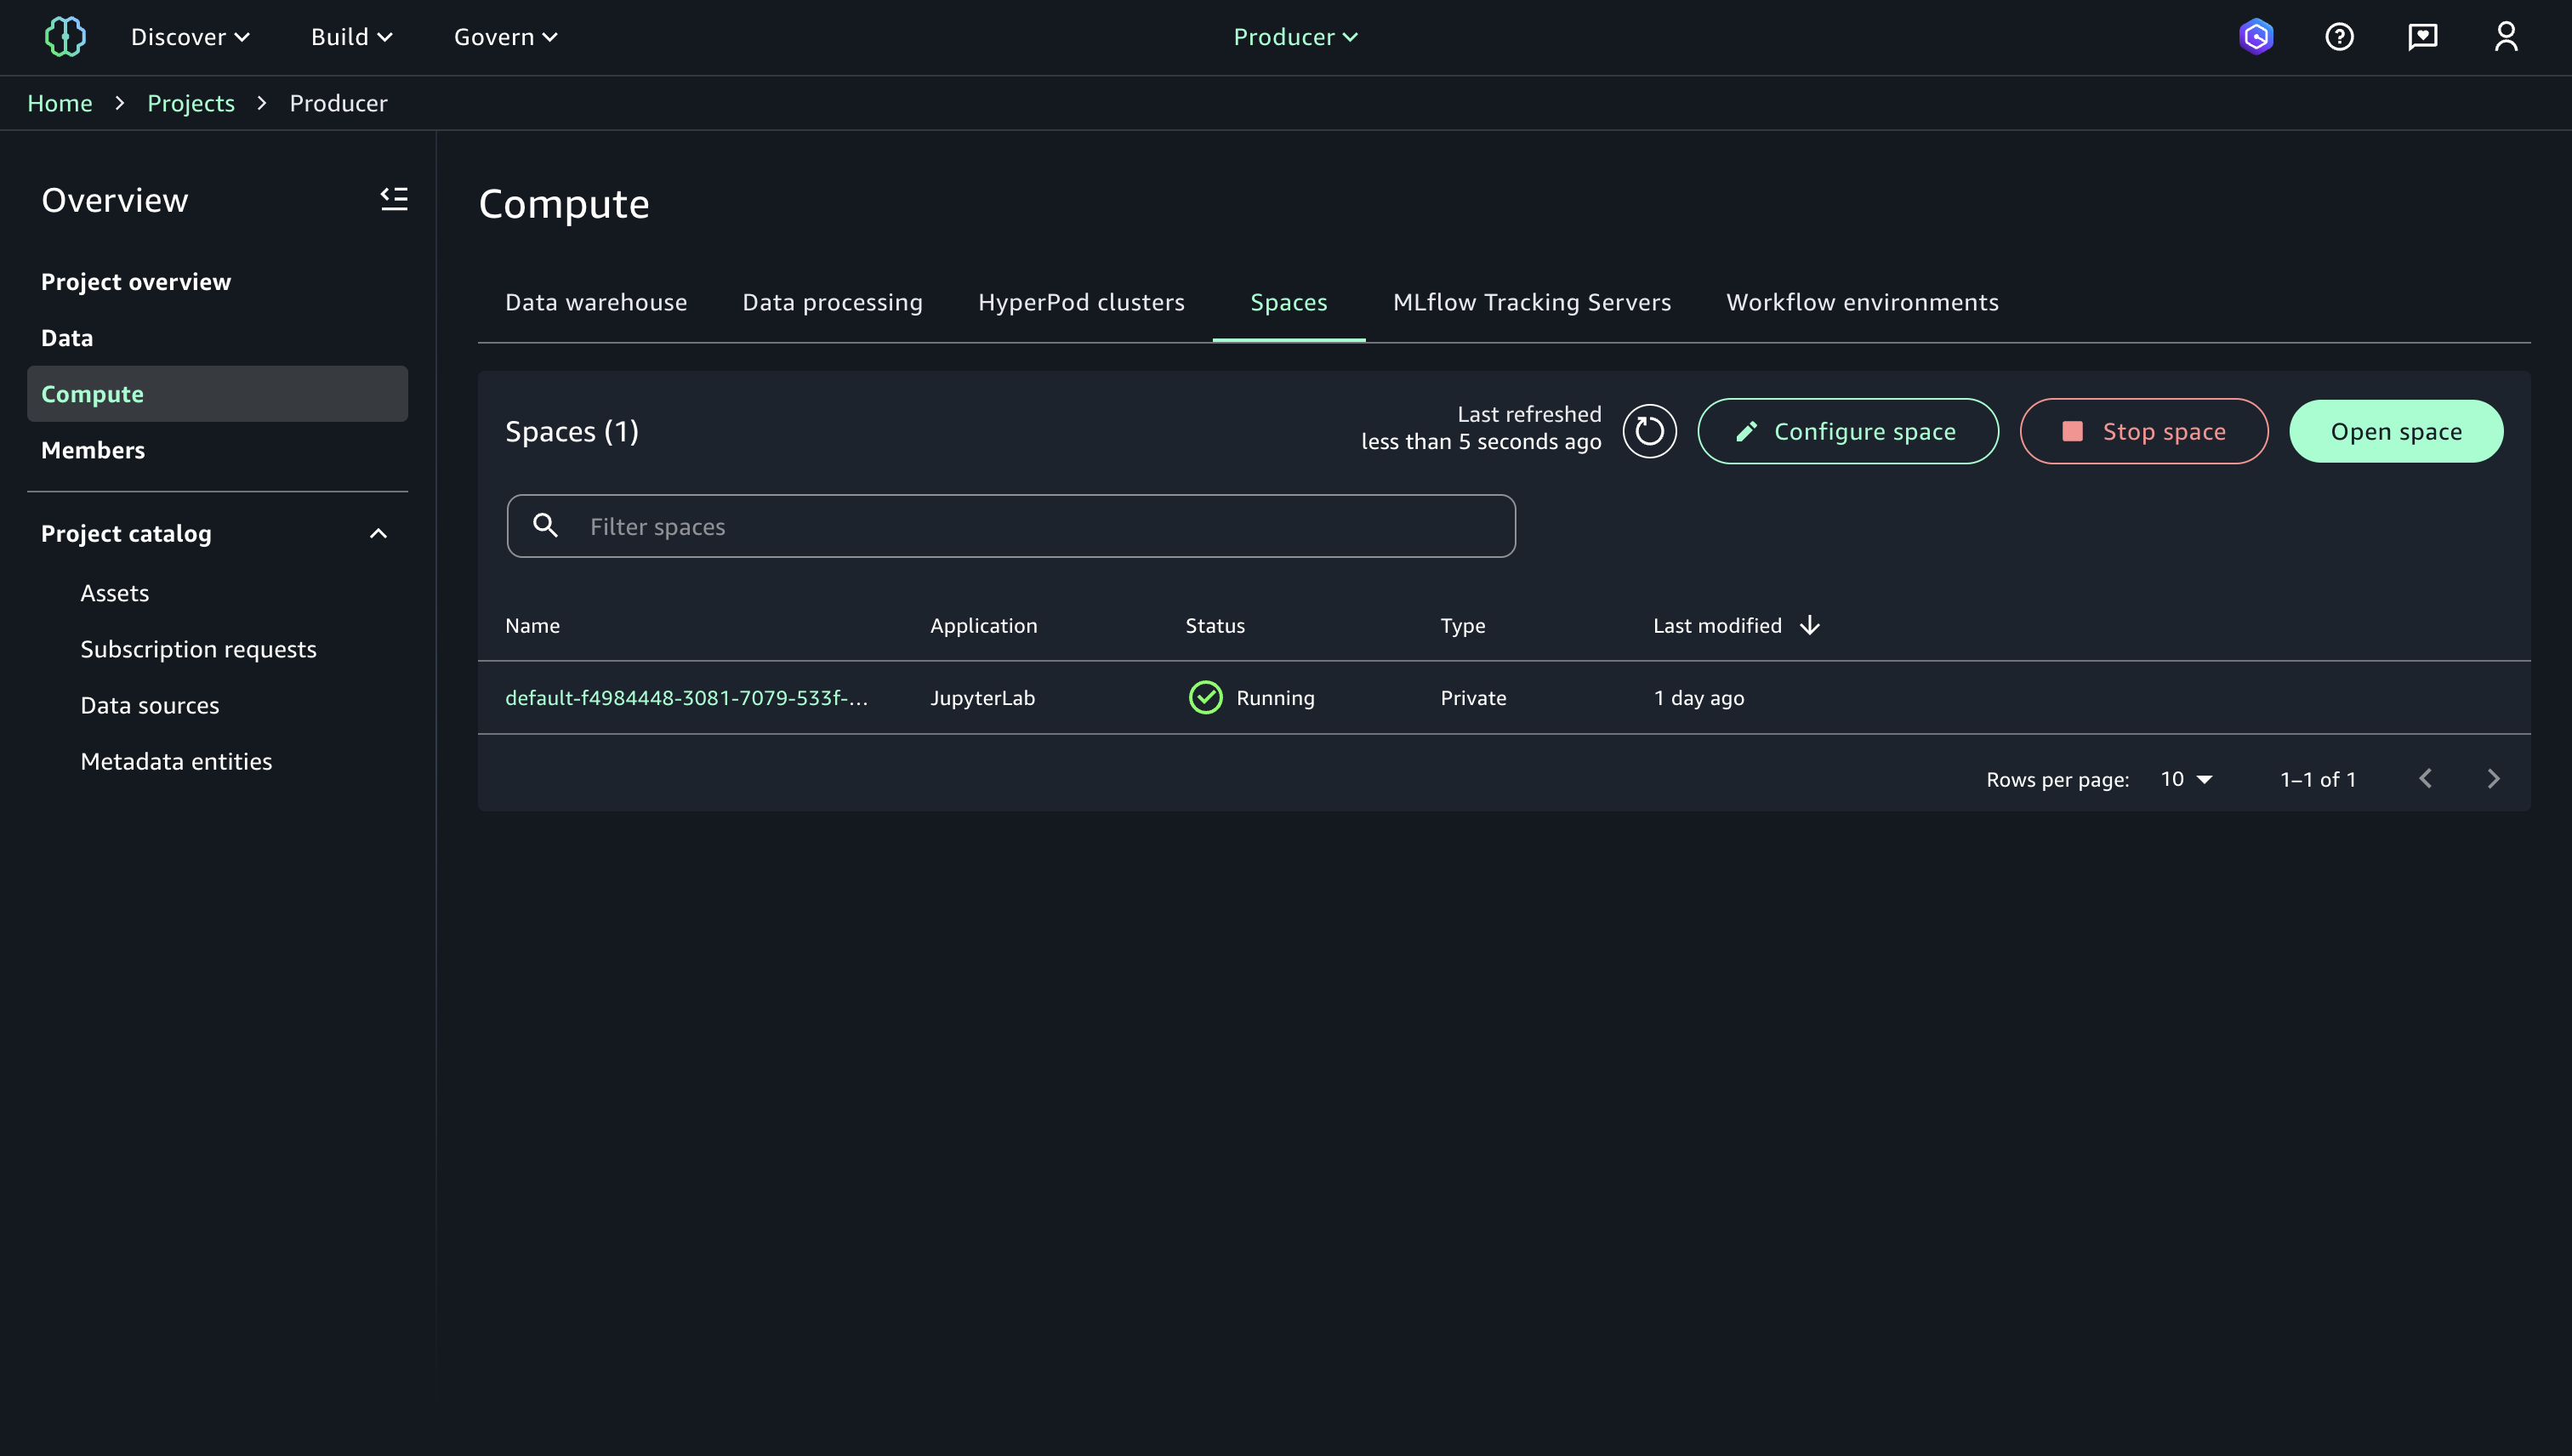 Discover
Build
Govern
Producer
Home
Projects
Producer
Overview
Project overview
Data
Compute
Members
Project catalog
Assets
Subscription requests
Data sources
Metadata entities
Compute
Data warehouse
Data processing
HyperPod clusters
Spaces
MLflow Tracking Servers
Workflow environments
Spaces (1)
Last refreshed
less than 5 seconds ago
Configure space
Stop space
Open space
Filter spaces
Name
Application
Status
Type
Last modified
default-f4984448-3081-7079-533f-...
JupyterLab
Running
Private
1 day ago
Rows per page:
10
1–1 of 1